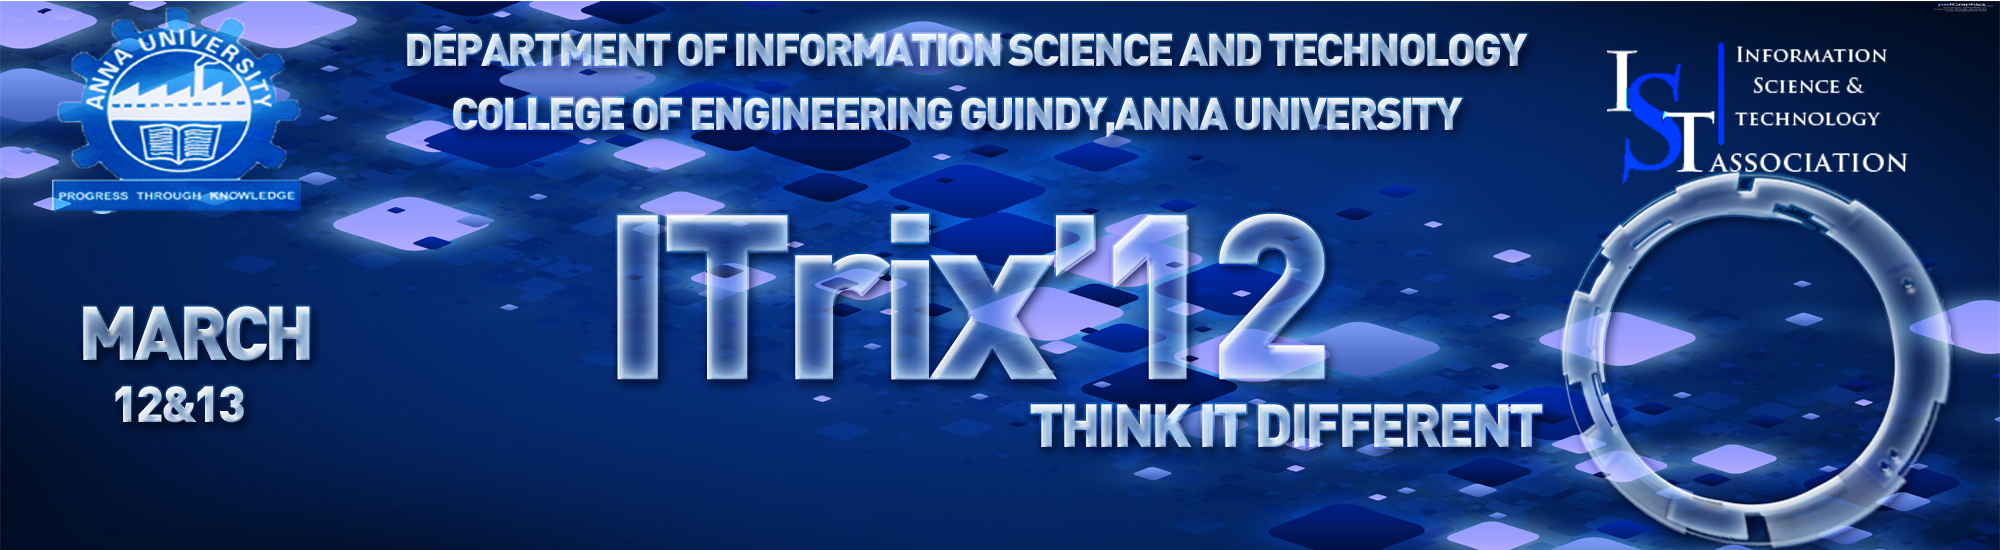 ANNA UNIVERSITY
PROGRESS THROUGH KNOWLEDGE
DEPARTMENT OF INFORMATION SCIENCE AND TECHNOLOGY
COLLEGE OF ENGINEERING GUINDY,ANNA UNIVERSITY
IST
INFORMATION
SCIENCE &
TECHNOLOGY
ASSOCIATION
ITrix'12
THINK IT DIFFERENT
MARCH
12&13